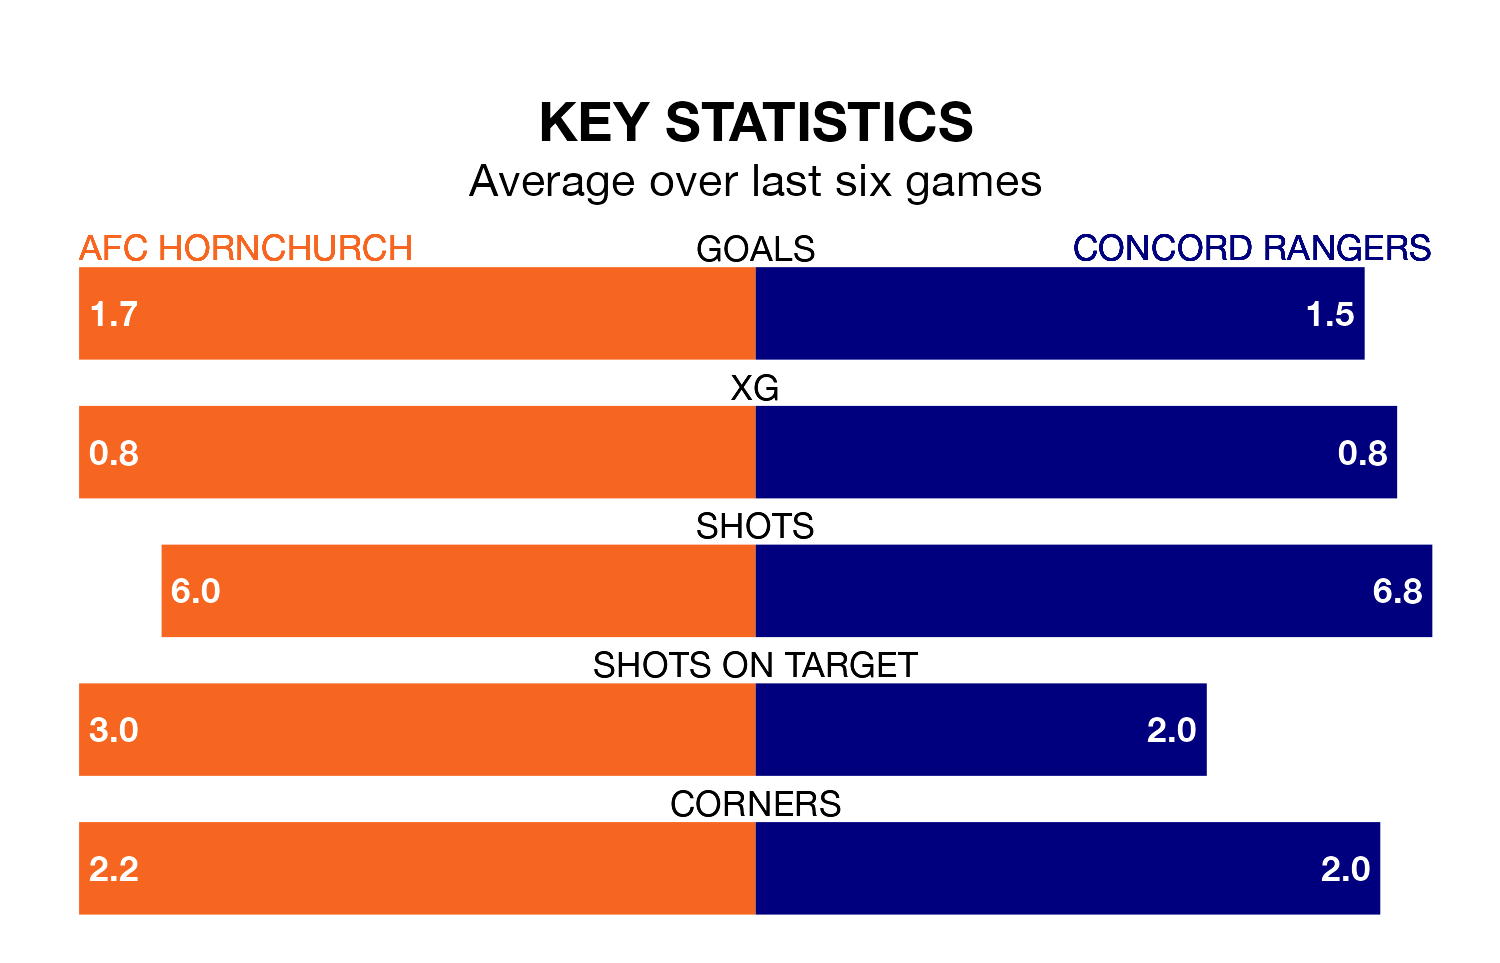 KEY STATISTICS
Average over last six games
AFC HORNCHURCH GOALS CONCORD RANGERS
1.7 1.5
XG
0.8 0.8
SHOTS
6.0 6.8
SHOTS ON TARGET
3.0 2.0
CORNERS
2.2 2.0